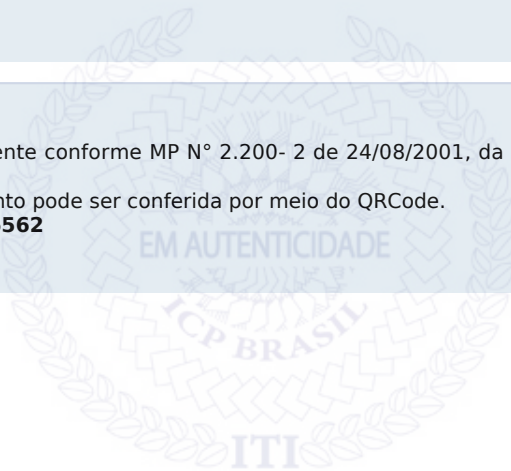 ente conforme MP N° 2.200- 2 de 24/08/2001, da
nto pode ser conferida por meio do QRCode.
562
EM AUTENTICIDADE
ICP BRASIL
ITI